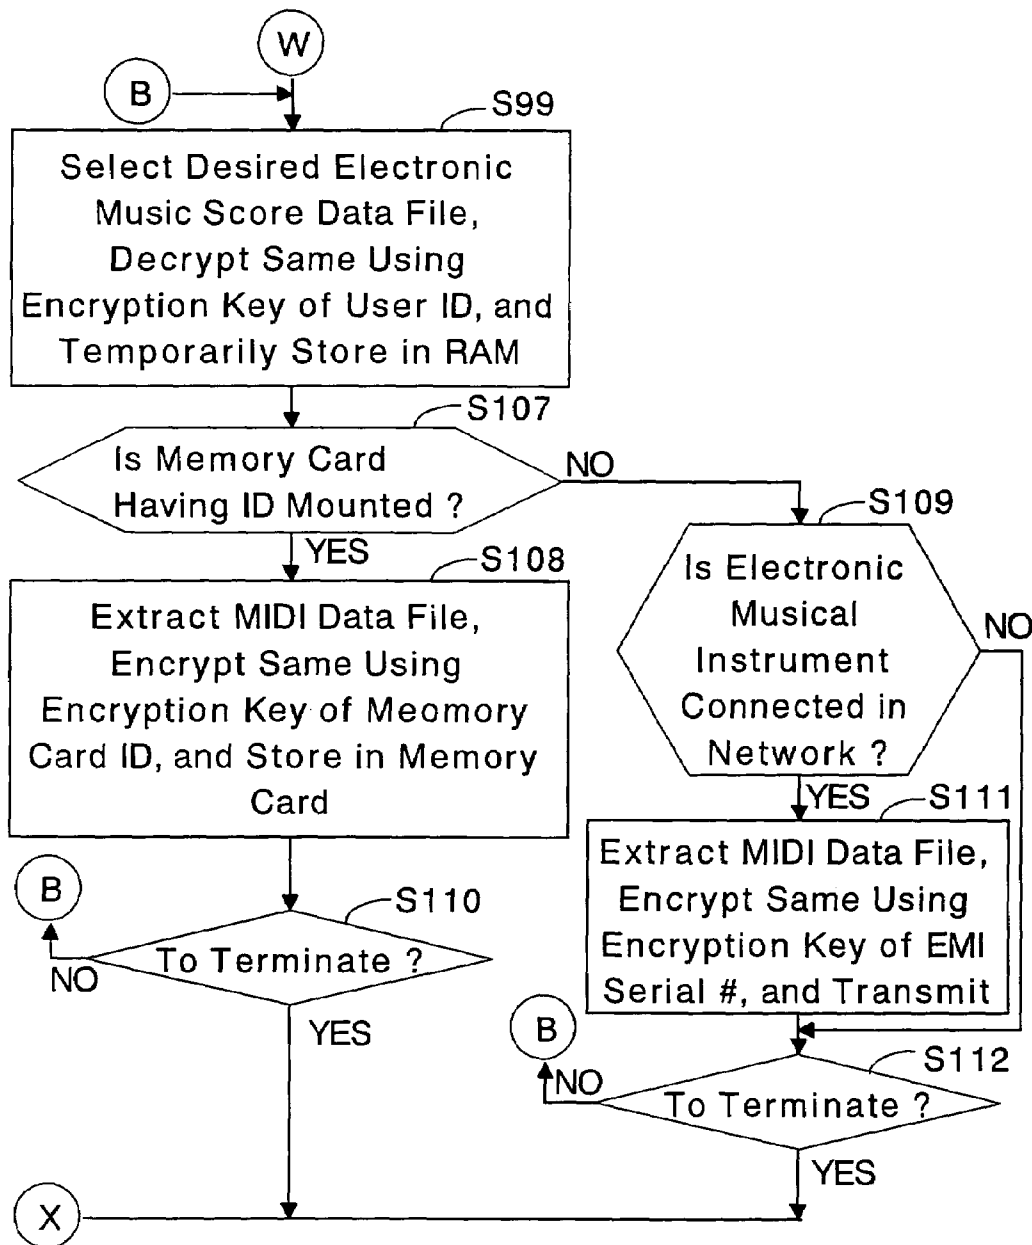 W
B
S99
Select Desired Electronic
Music Score Data File,
Decrypt Same Using
Encryption Key of User ID, and
Temporarily Store in RAM
S107
Is Memory Card
Having ID Mounted ?
NO
YES
S109
Is Electronic
Musical
Instrument
Connected in
Network ?
NO
YES
S108
Extract MIDI Data File,
Encrypt Same Using
Encryption Key of Meomory
Card ID, and Store in Memory
Card
S111
Extract MIDI Data File,
Encrypt Same Using
Encryption Key of EMI
Serial #, and Transmit
B
S110
To Terminate ?
NO
YES
B
S112
To Terminate ?
NO
YES
X